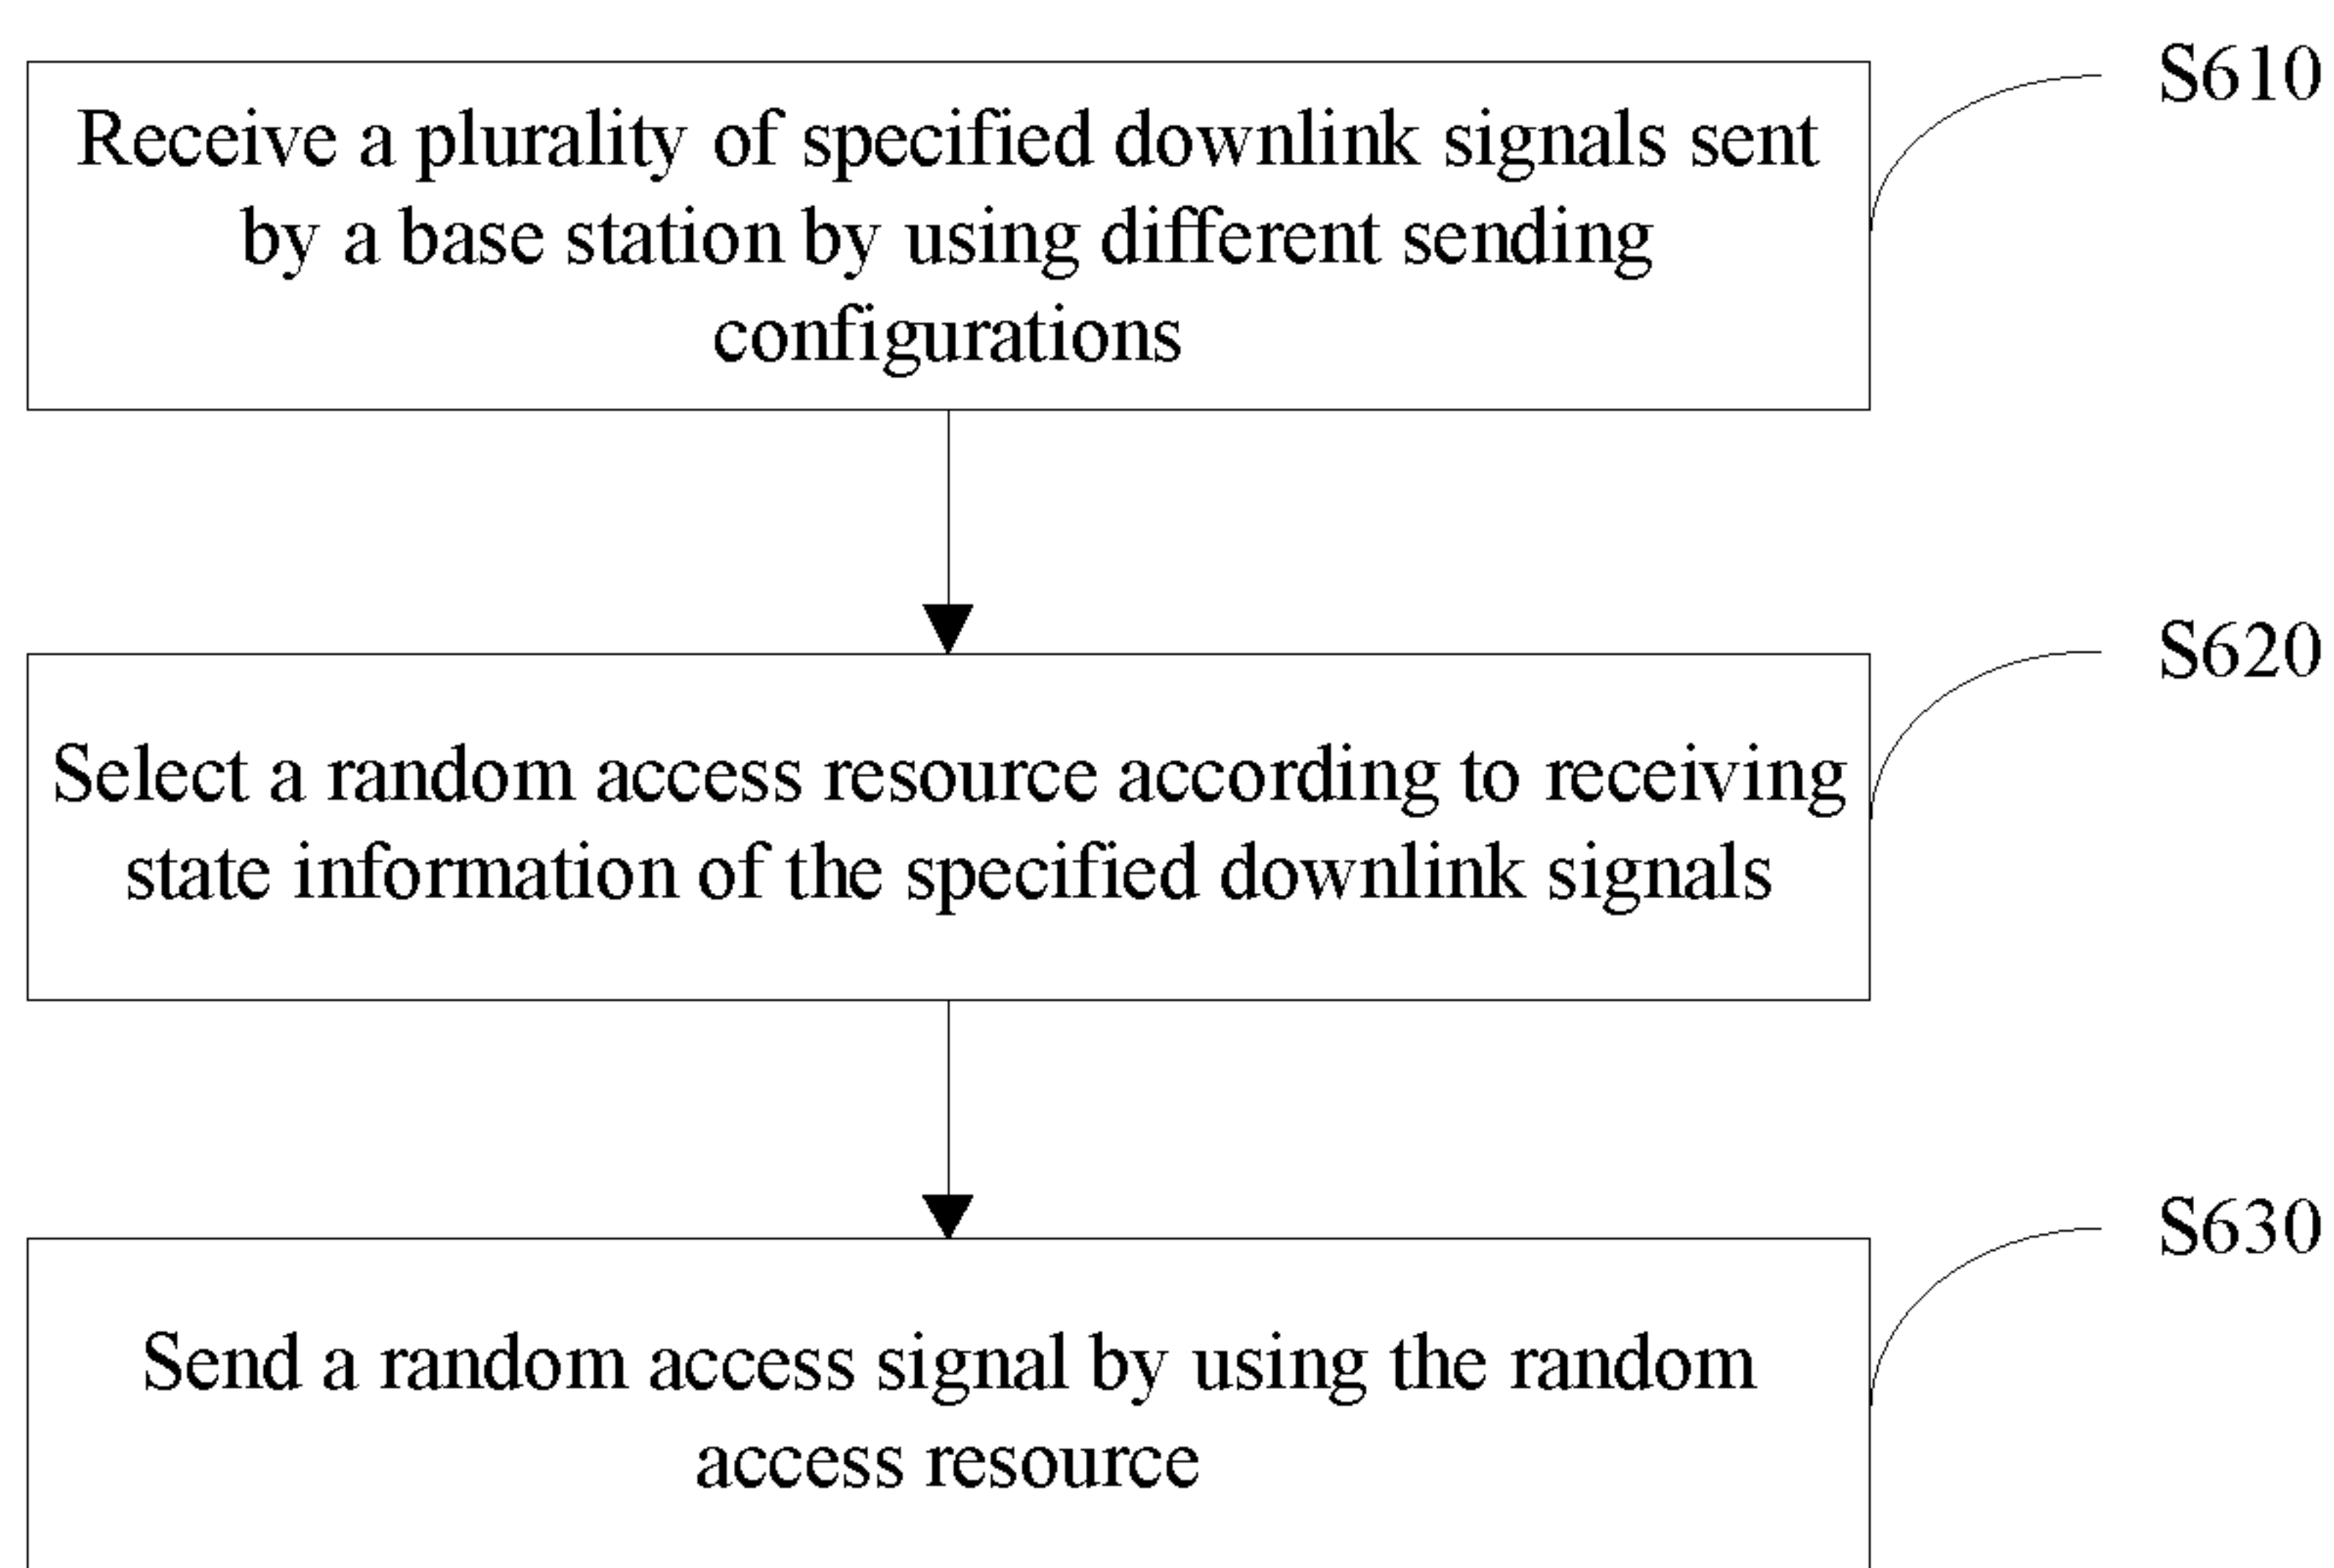 S610
Receive a plurality of specified downlink signals sent
by a base station by using different sending
configurations
S620
Select a random access resource according to receiving
state information of the specified downlink signals
S630
Send a random access signal by using the random
access resource